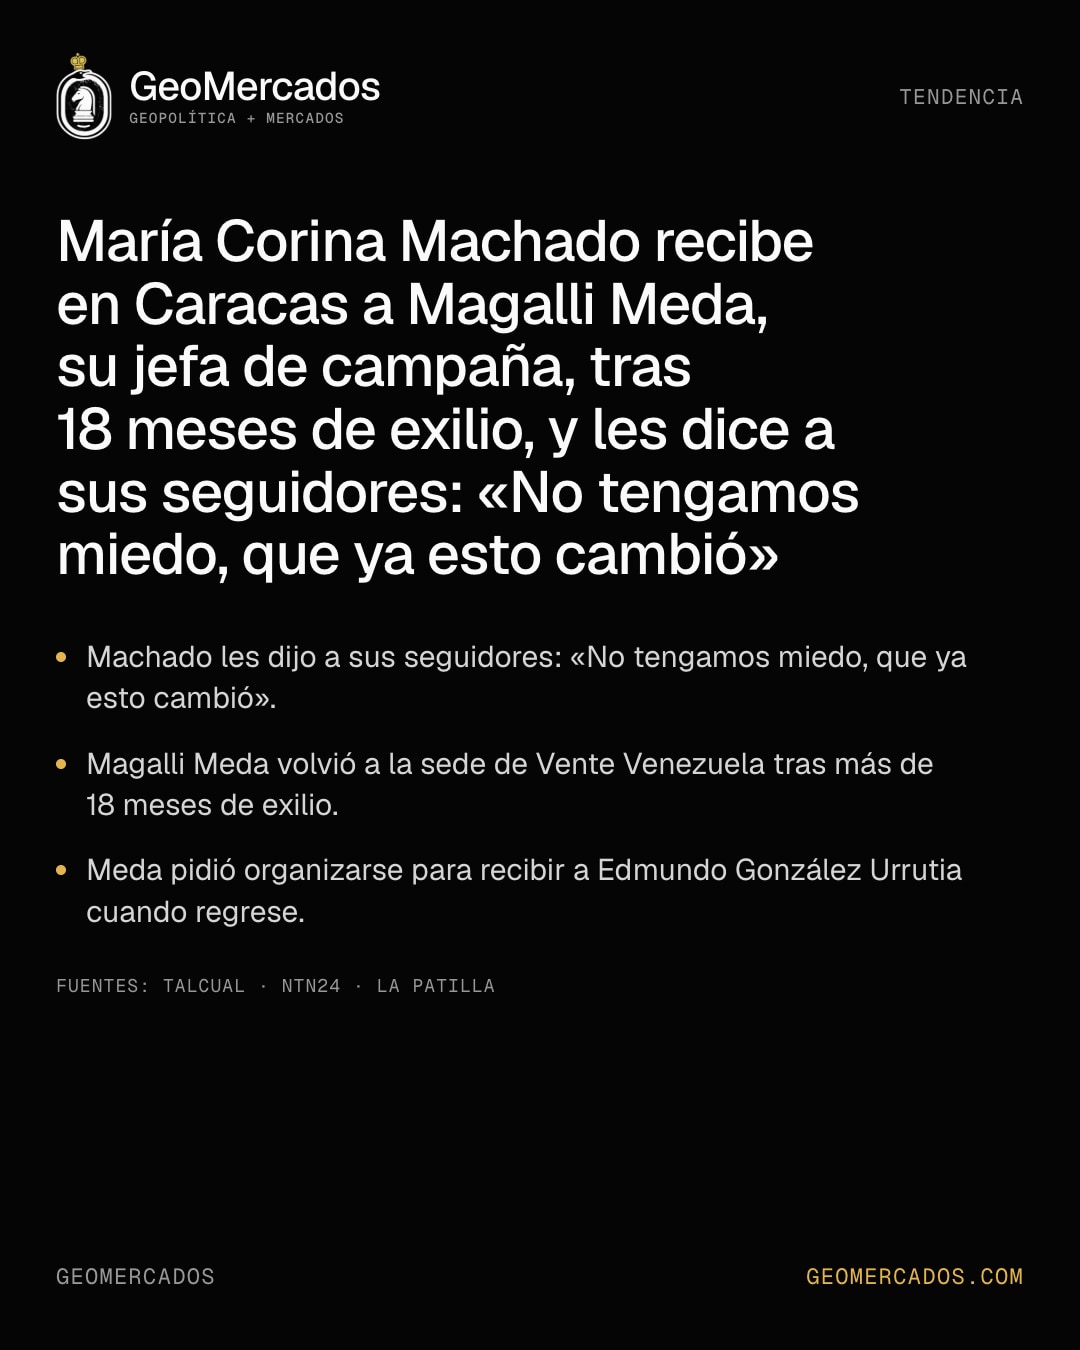 GeoMercados
GEOPOLÍTICA + MERCADOS
TENDENCIA
María Corina Machado recibe
en Caracas a Magalli Meda,
su jefa de campaña, tras
18 meses de exilio, y les dice a
sus seguidores: «No tengamos
miedo, que ya esto cambió»
• Machado les dijo a sus seguidores: «No tengamos miedo, que ya
esto cambió».
• Magalli Meda volvió a la sede de Vente Venezuela tras más de
18 meses de exilio.
• Meda pidió organizarse para recibir a Edmundo González Urrutia
cuando regrese.
FUENTES: TALCUAL · NTN24 · LA PATILLA
GEOMERCADOS
GEOMERCADOS.COM